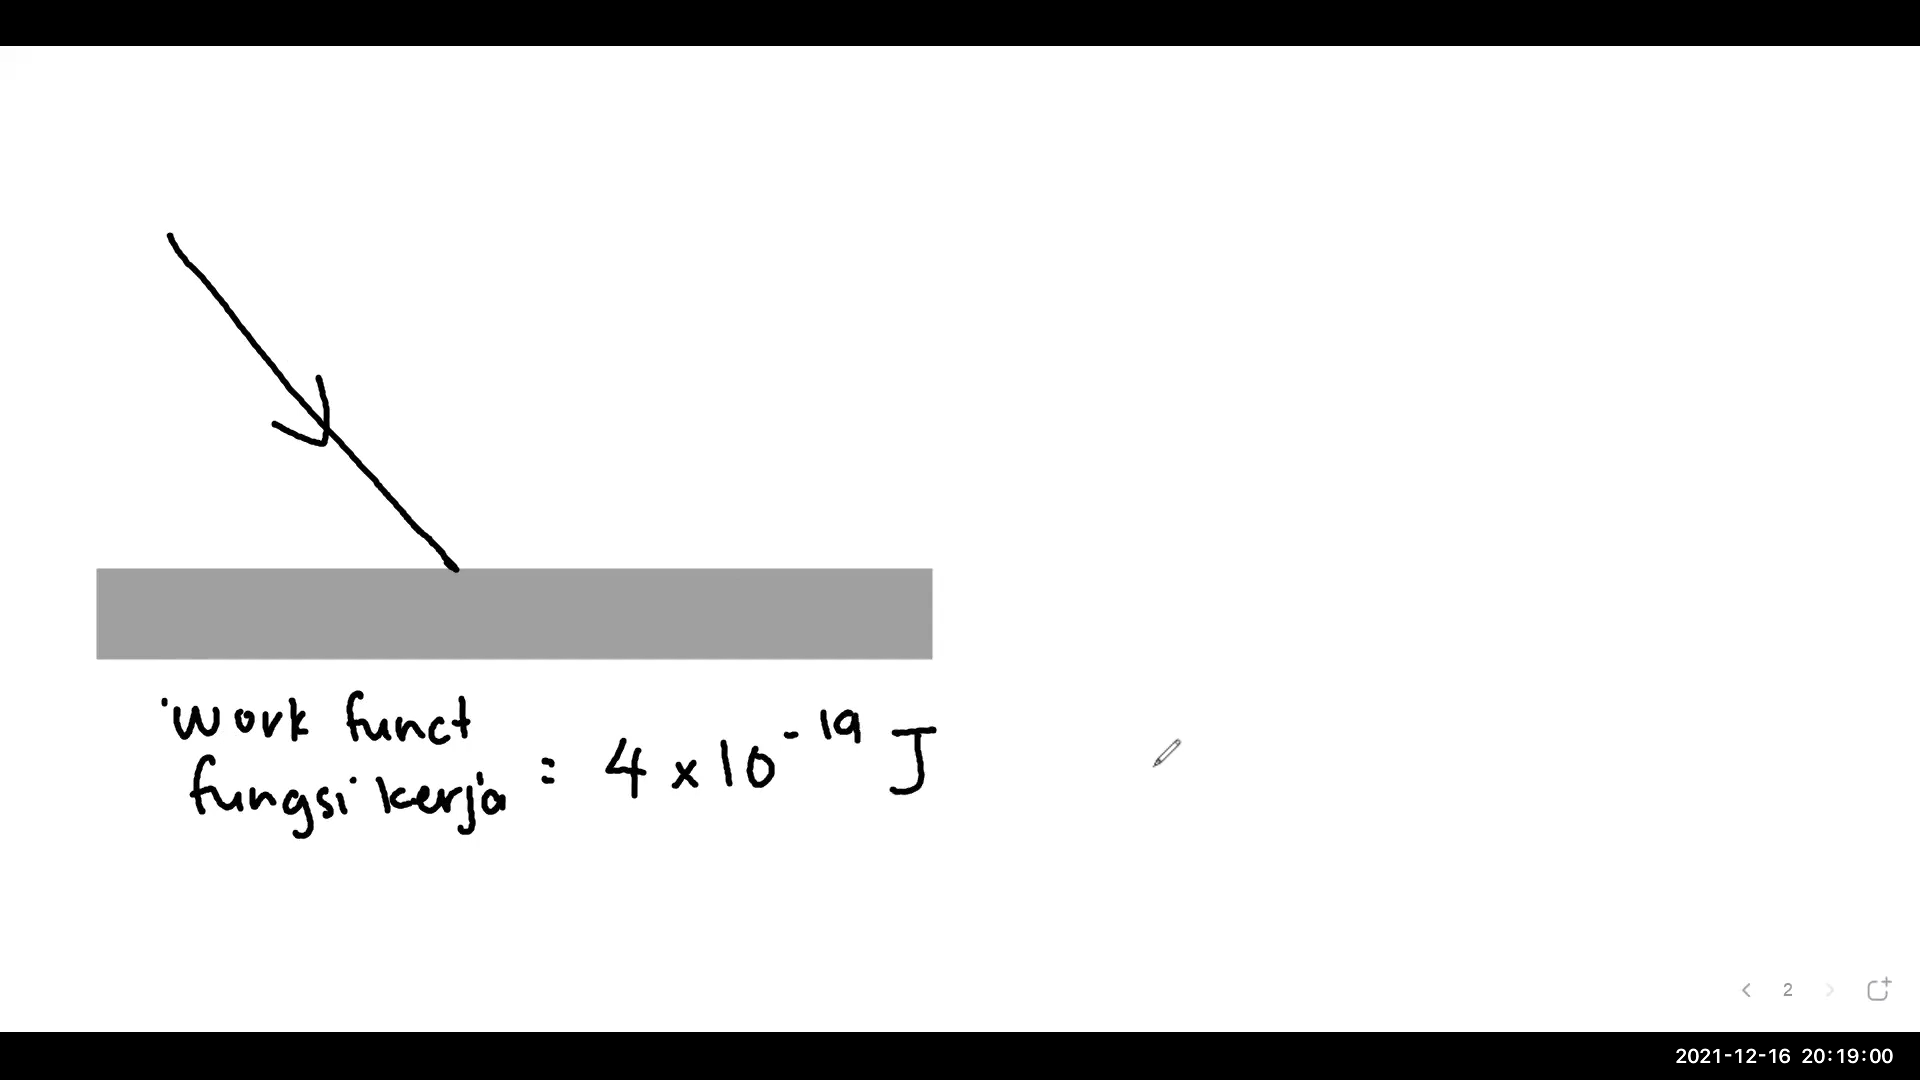 work funct
fungsi kerja = 4 x 10⁻¹⁹ J
2
2021-12-16 20:19:00